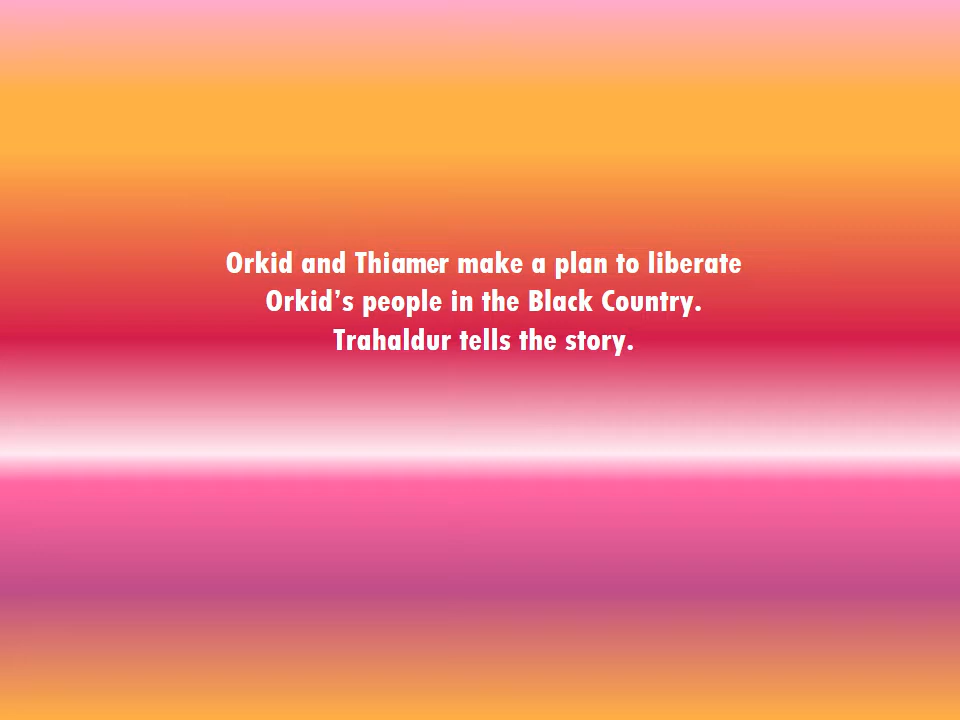 Orkid and Thiamer make a plan to liberate
Orkid’s people in the Black Country.
Trahaldur tells the story.